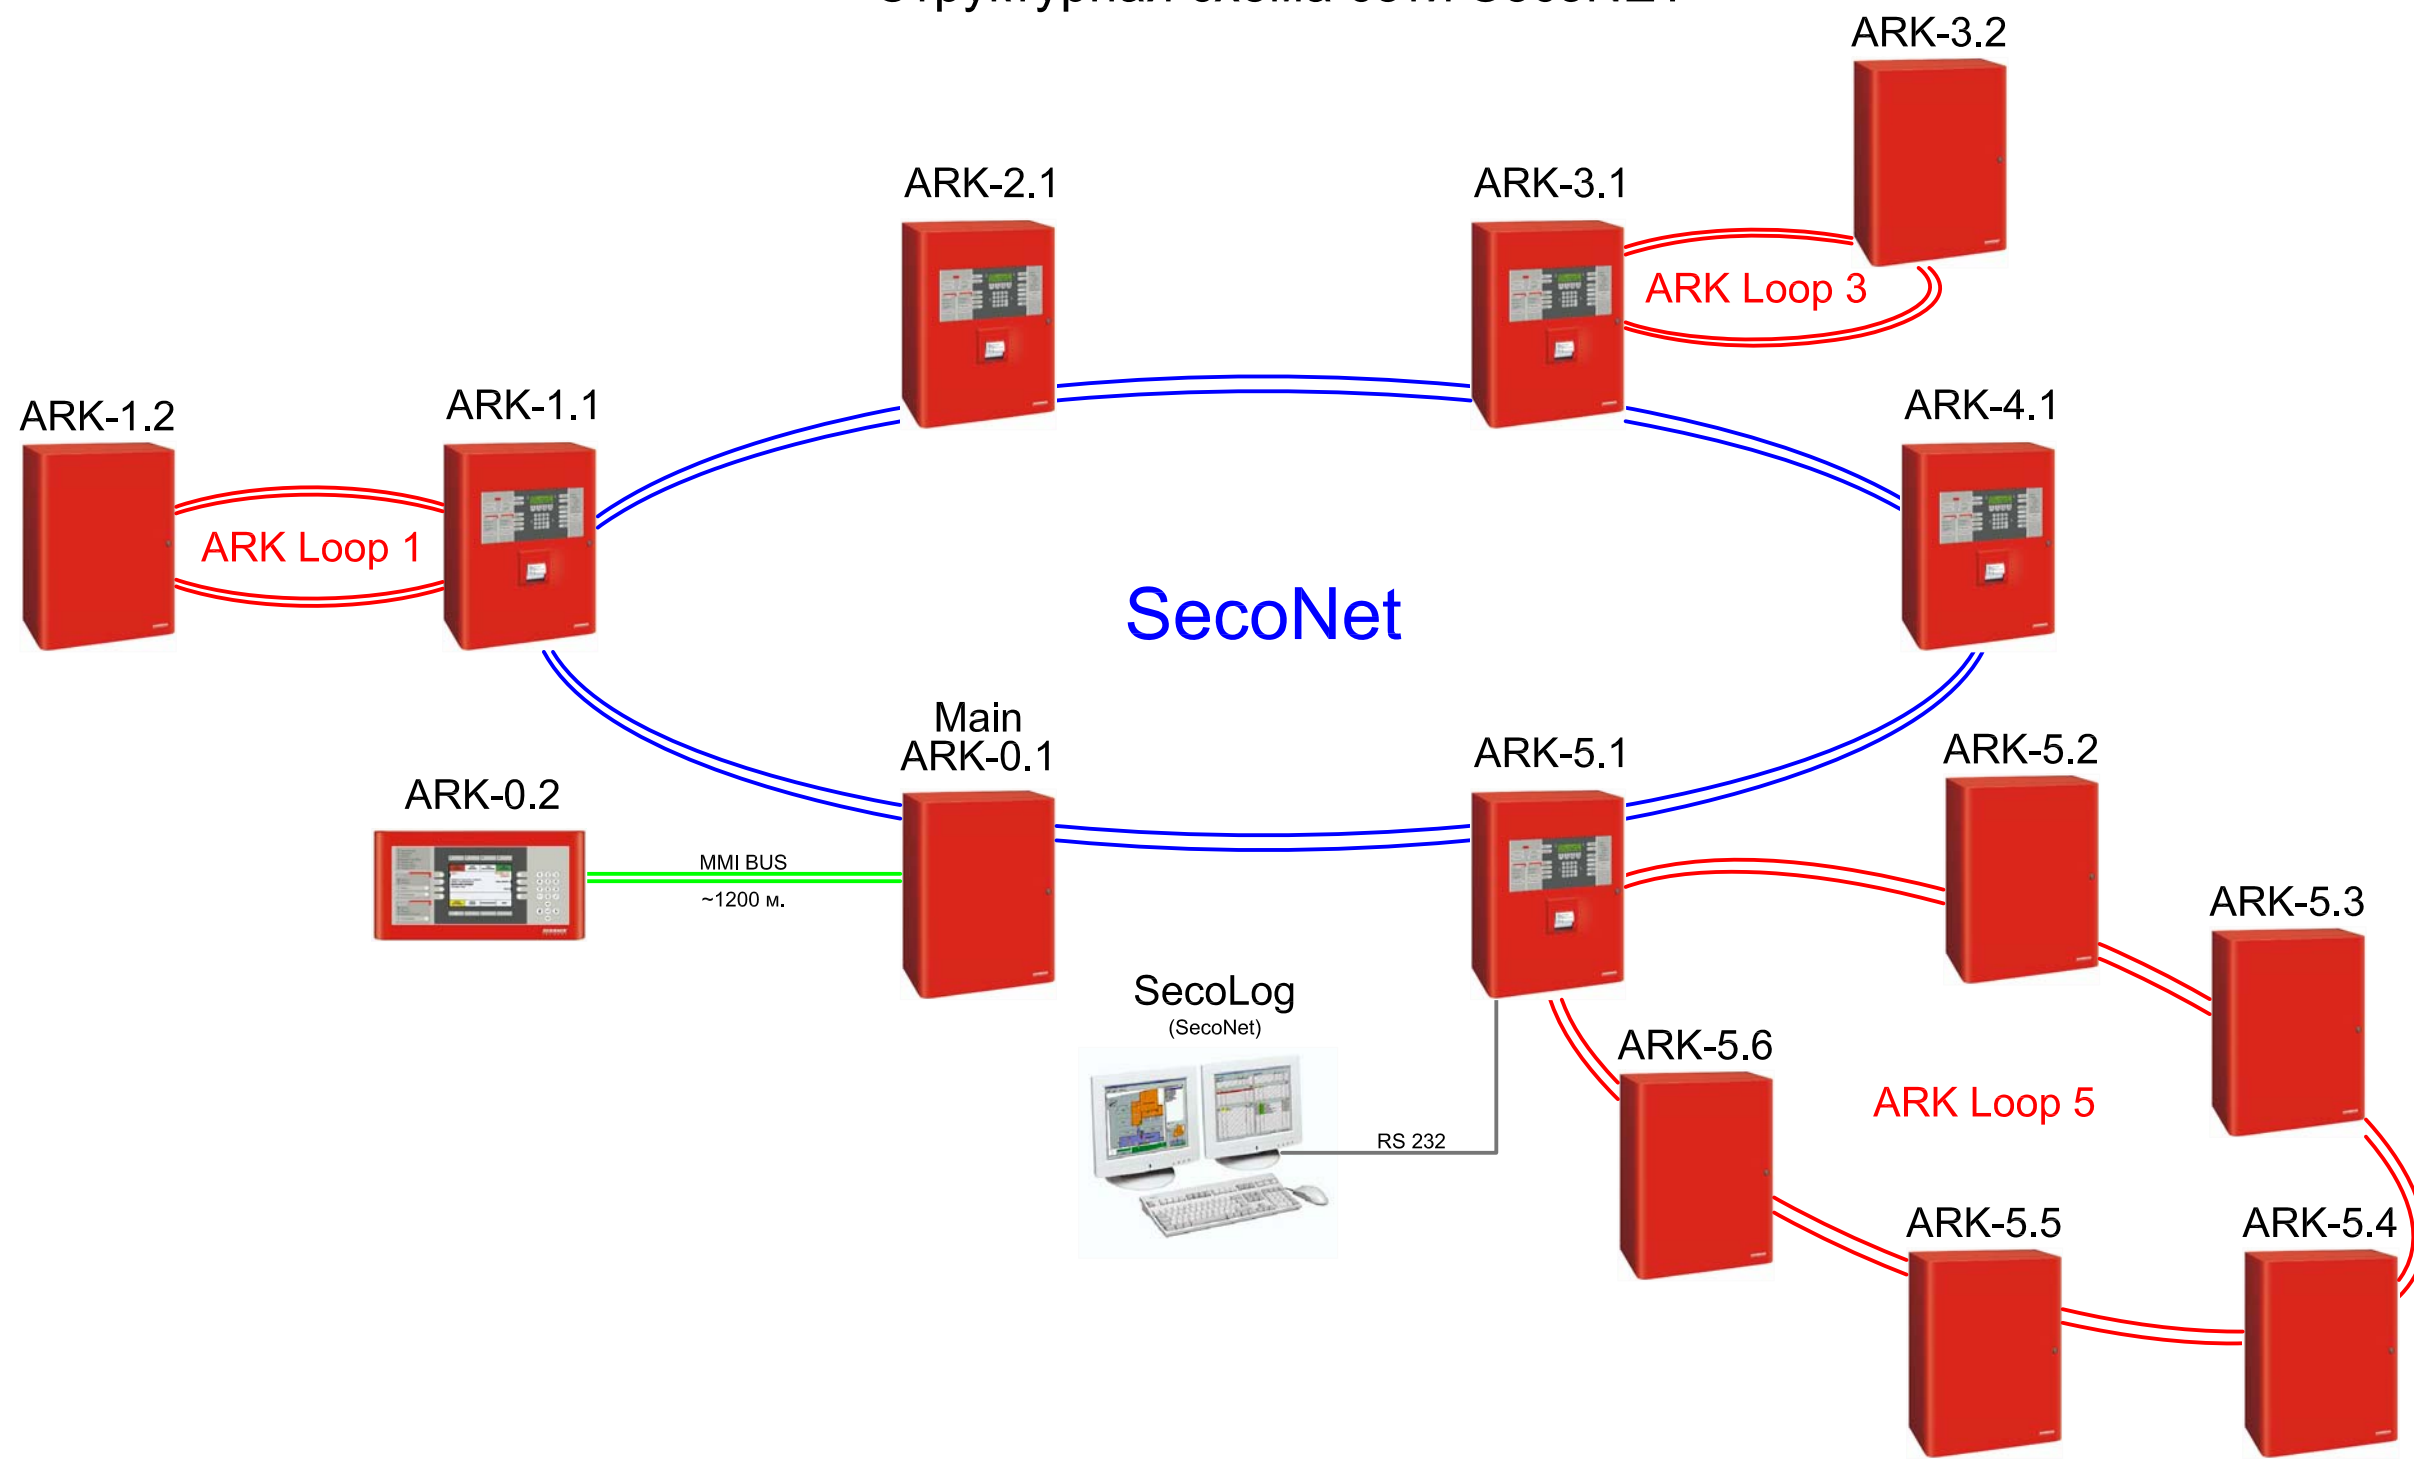 ARK-3.2
ARK-2.1
ARK-3.1
ARK Loop 3
ARK-1.2
ARK-1.1
ARK-4.1
ARK Loop 1
SecoNet
Main
ARK-0.1
ARK-5.1
ARK-5.2
ARK-0.2
MMI BUS
~1200 м.
ARK-5.3
SecoLog
(SecoNet)
ARK-5.6
ARK Loop 5
RS 232
ARK-5.5
ARK-5.4